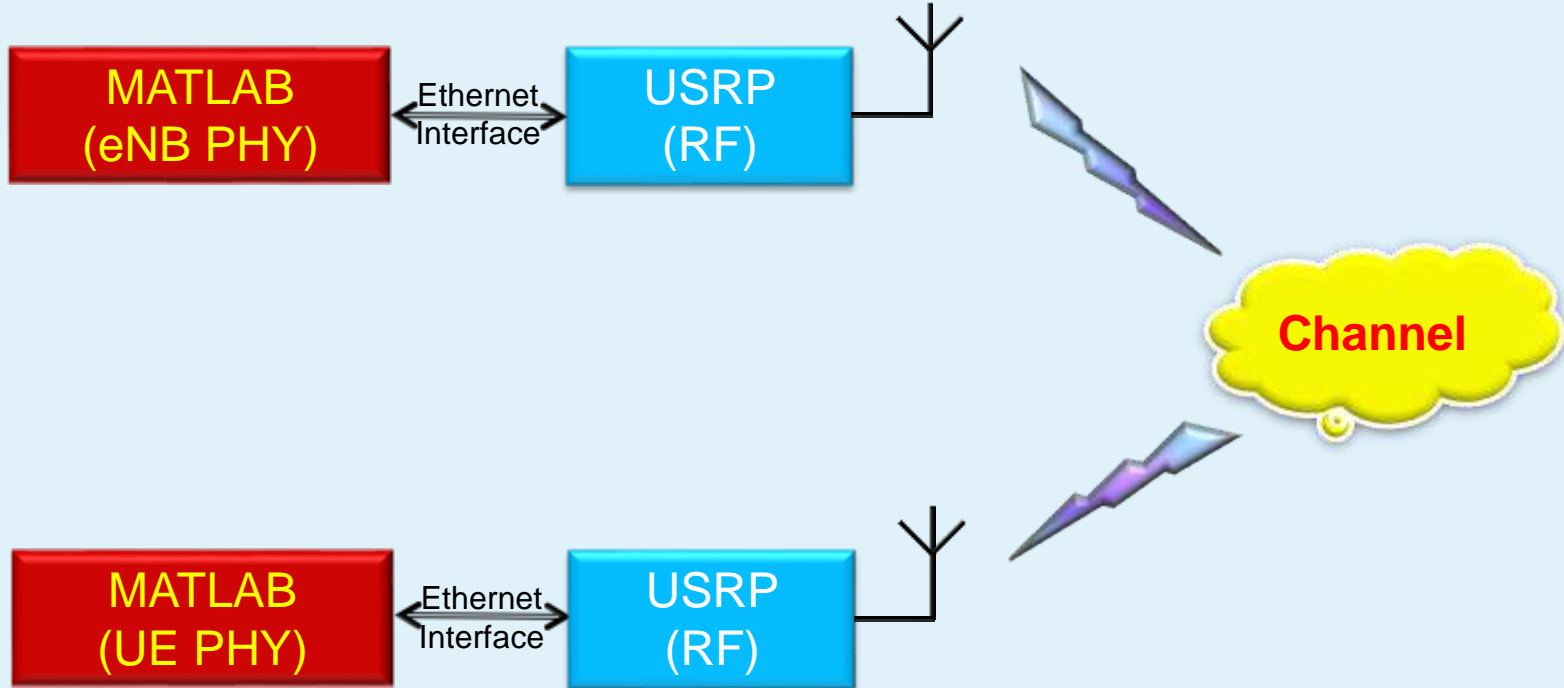 MATLAB
(eNB PHY)
Ethernet
Interface
USRP
(RF)
Channel
MATLAB
(UE PHY)
Ethernet
Interface
USRP
(RF)